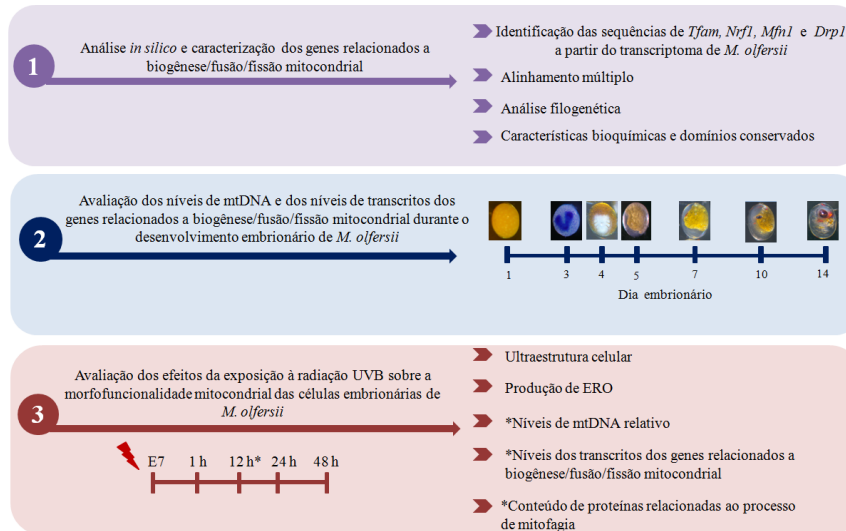 1
Análise in silico e caracterização dos genes relacionados a
biogênese/fusão/fissão mitocondrial
Identificação das sequências de Tfam, Nrf1, Mfn1 e Drp1
a partir do transcriptoma de M. olfersii
Alinhamento múltiplo
Análise filogenética
Características bioquímicas e domínios conservados
2
Avaliação dos níveis de mtDNA e dos níveis de transcritos dos
genes relacionados a biogênese/fusão/fissão mitocondrial durante o
desenvolvimento embrionário de M. olfersii
1 3 4 5 7 10 14
Dia embrionário
3
Avaliação dos efeitos da exposição à radiação UVB sobre a
morfofuncionalidade mitocondrial das células embrionárias de
M. olfersii
E7 1 h 12 h* 24 h 48 h
Ultraestrutura celular
Produção de ERO
*Níveis de mtDNA relativo
*Níveis dos transcritos dos genes relacionados a
biogênese/fusão/fissão mitocondrial
*Conteúdo de proteínas relacionadas ao processo
de mitofagia